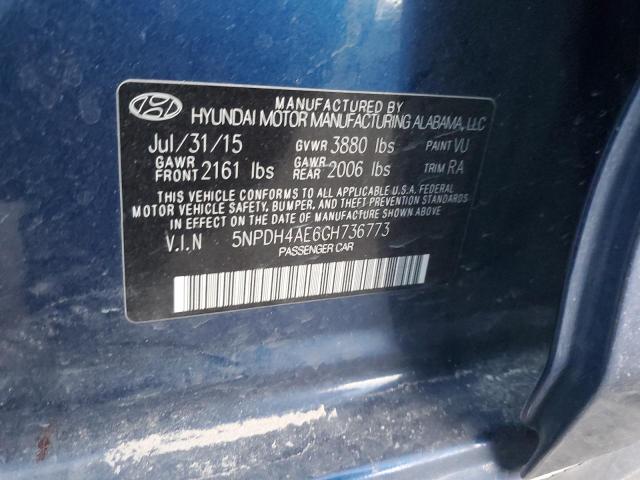 MANUFACTURED BY
HYUNDAI MOTOR MANUFACTURING ALABAMA, LLC
Jul/31/15 GVWR 3880 lbs PAINT VU
GAWR FRONT 2161 lbs GAWR REAR 2006 lbs TRIM RA
THIS VEHICLE CONFORMS TO ALL APPLICABLE U.S.A. FEDERAL
MOTOR VEHICLE SAFETY, BUMPER, AND THEFT PREVENTION STANDARDS
IN EFFECT ON THE DATE OF MANUFACTURE SHOWN ABOVE.
V.I.N 5NPDH4AE6GH736773
PASSENGER CAR